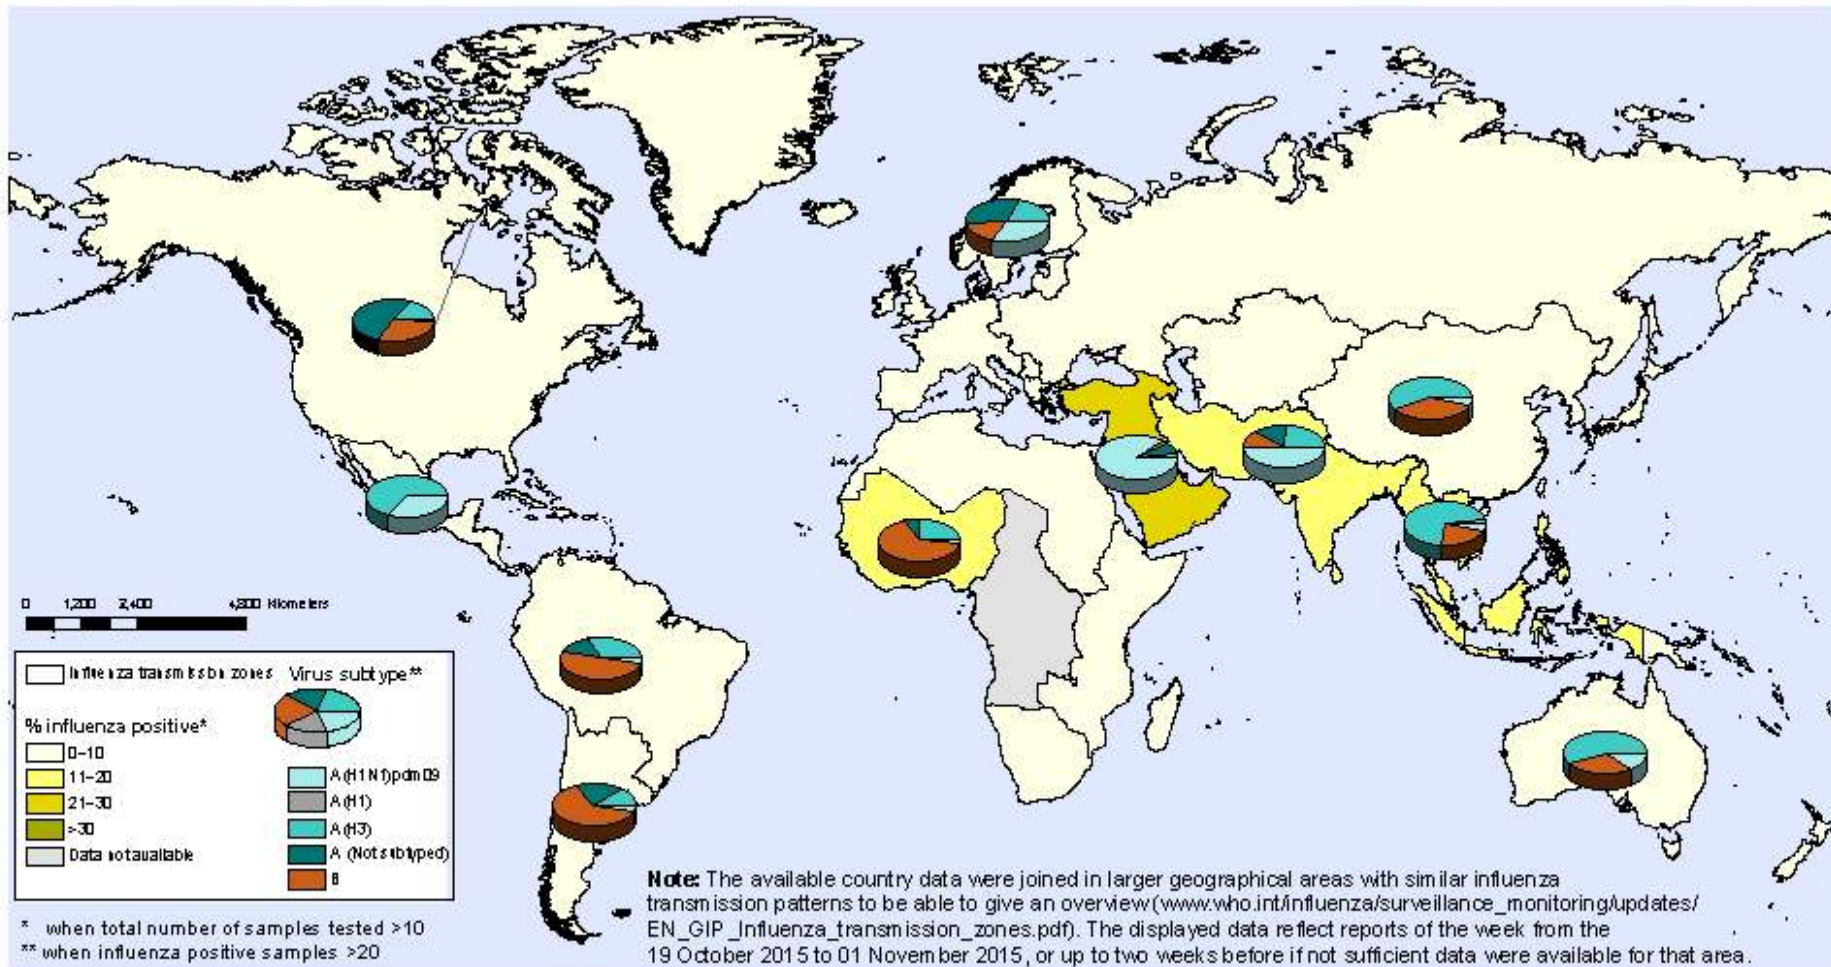 0 1,200 2,400 4,800 Kilometers
Influenza transmission zones
Virus subtype**
% influenza positive*
0-10
11-20
21-30
>30
Data not available
A(H1N1)pdm09
A(H1)
A(H3)
A (Not subtyped)
B
* when total number of samples tested >10
** when influenza positive samples >20
Note: The available country data were joined in larger geographical areas with similar influenza
transmission patterns to be able to give an overview (www.who.int/influenza/surveillance_monitoring/updates/
EN_GIP_Influenza_transmission_zones.pdf). The displayed data reflect reports of the week from the
19 October 2015 to 01 November 2015, or up to two weeks before if not sufficient data were available for that area.